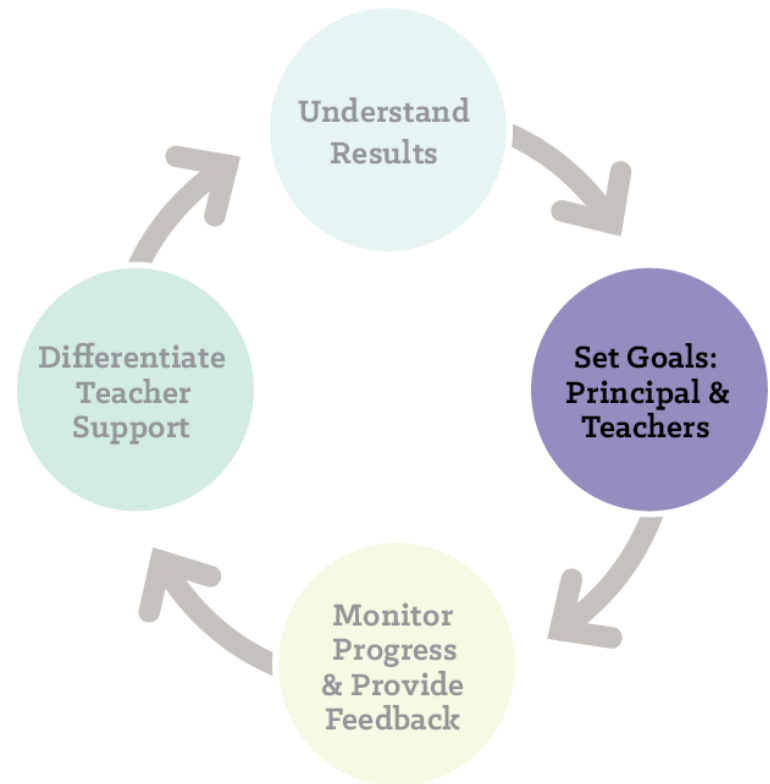 Understand
Results
Set Goals:
Principal &
Teachers
Monitor
Progress
& Provide
Feedback
Differentiate
Teacher
Support